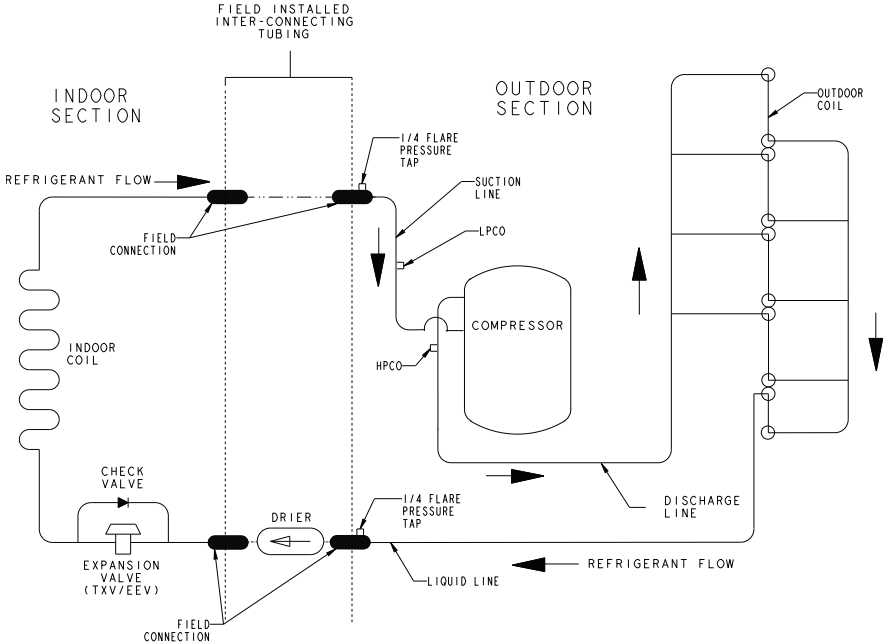 FIELD INSTALLED
INTER-CONNECTING
TUBING
INDOOR
SECTION
OUTDOOR
SECTION
OUTDOOR
COIL
1/4 FLARE
PRESSURE
TAP
REFRIGERANT FLOW
SUCTION
LINE
FIELD
CONNECTION
LPCO
COMPRESSOR
INDOOR
COIL
HPCO
CHECK
VALVE
DRIER
1/4 FLARE
PRESSURE
TAP
DISCHARGE
LINE
EXPANSION
VALVE
(TXV/EEV)
LIQUID LINE
REFRIGERANT FLOW
FIELD
CONNECTION